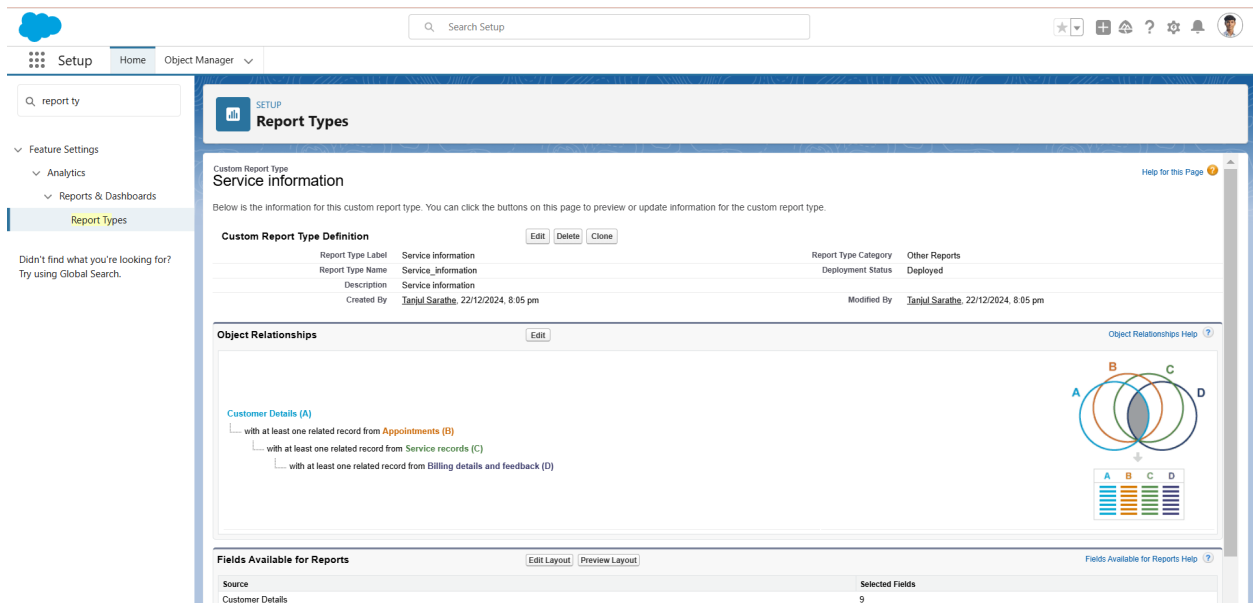 Search Setup
Setup
Home
Object Manager
report ty
Feature Settings
Analytics
Reports & Dashboards
Report Types
Didn't find what you're looking for?
Try using Global Search.
SETUP
Report Types
Custom Report Type
Service information
Help for this Page ?
Below is the information for this custom report type. You can click the buttons on this page to preview or update information for the custom report type.
Custom Report Type Definition Edit Delete Clone
Report Type Label Service information Report Type Category Other Reports
Report Type Name Service_information Deployment Status Deployed
Description Service information
Created By Tanjul Sarathe, 22/12/2024, 8:05 pm Modified By Tanjul Sarathe, 22/12/2024, 8:05 pm
Object Relationships Edit Object Relationships Help ?
Customer Details (A)
with at least one related record from Appointments (B)
with at least one related record from Service records (C)
with at least one related record from Billing details and feedback (D)
B C
A D
A B C D
Fields Available for Reports Edit Layout Preview Layout Fields Available for Reports Help ?
Source Selected Fields
Customer Details 9